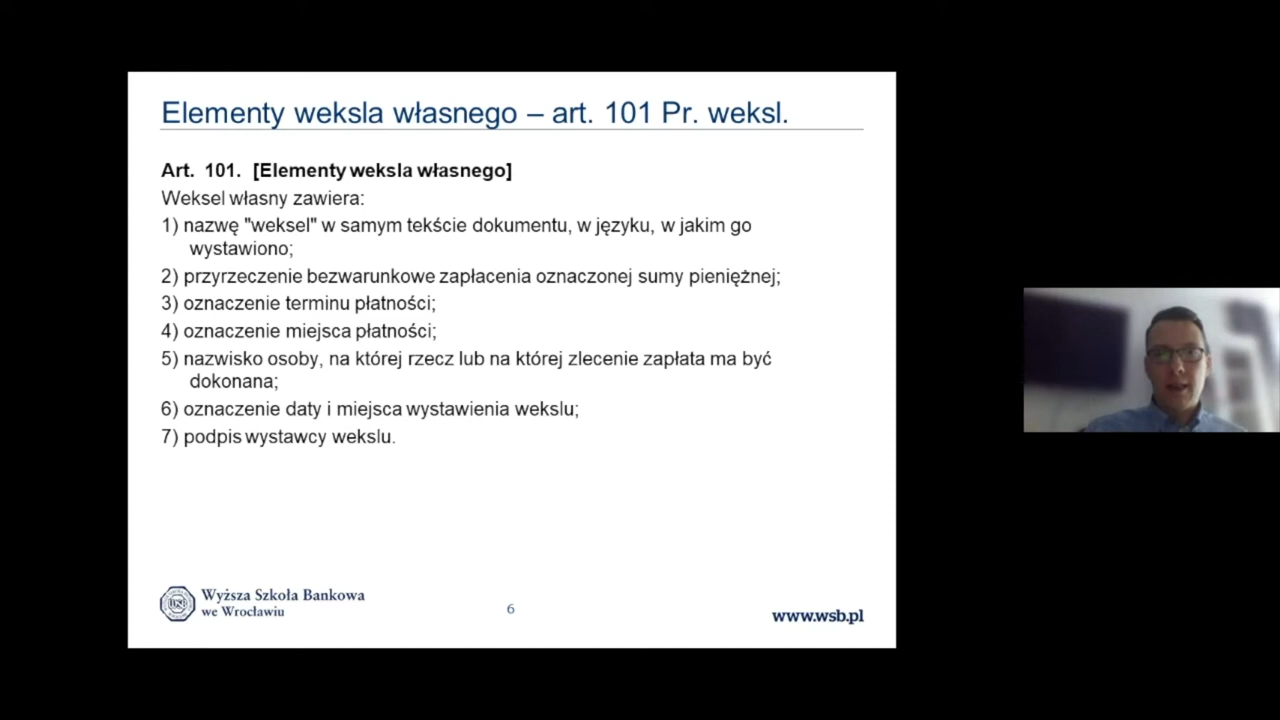 Elementy weksla własnego – art. 101 Pr. weksl.
Art. 101. [Elementy weksla własnego]
Weksel własny zawiera:
1) nazwę "weksel" w samym tekście dokumentu, w języku, w jakim go
wystawiono;
2) przyrzeczenie bezwarunkowe zapłacenia oznaczonej sumy pieniężnej;
3) oznaczenie terminu płatności;
4) oznaczenie miejsca płatności;
5) nazwisko osoby, na której rzecz lub na której zlecenie zapłata ma być
dokonana;
6) oznaczenie daty i miejsca wystawienia wekslu;
7) podpis wystawcy wekslu.
WSB
Wyższa Szkoła Bankowa
we Wrocławiu
6
www.wsb.pl